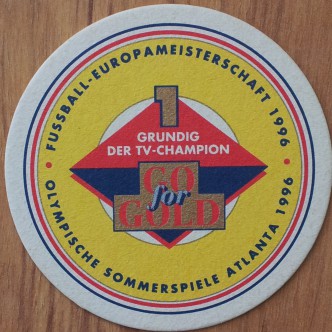 • FUSSBALL-EUROPAMEISTERSCHAFT 1996 •
1
GRUNDIG
DER TV-CHAMPION
GO
for
GOLD
OLYMPISCHE SOMMERSPIELE ATLANTA 1996